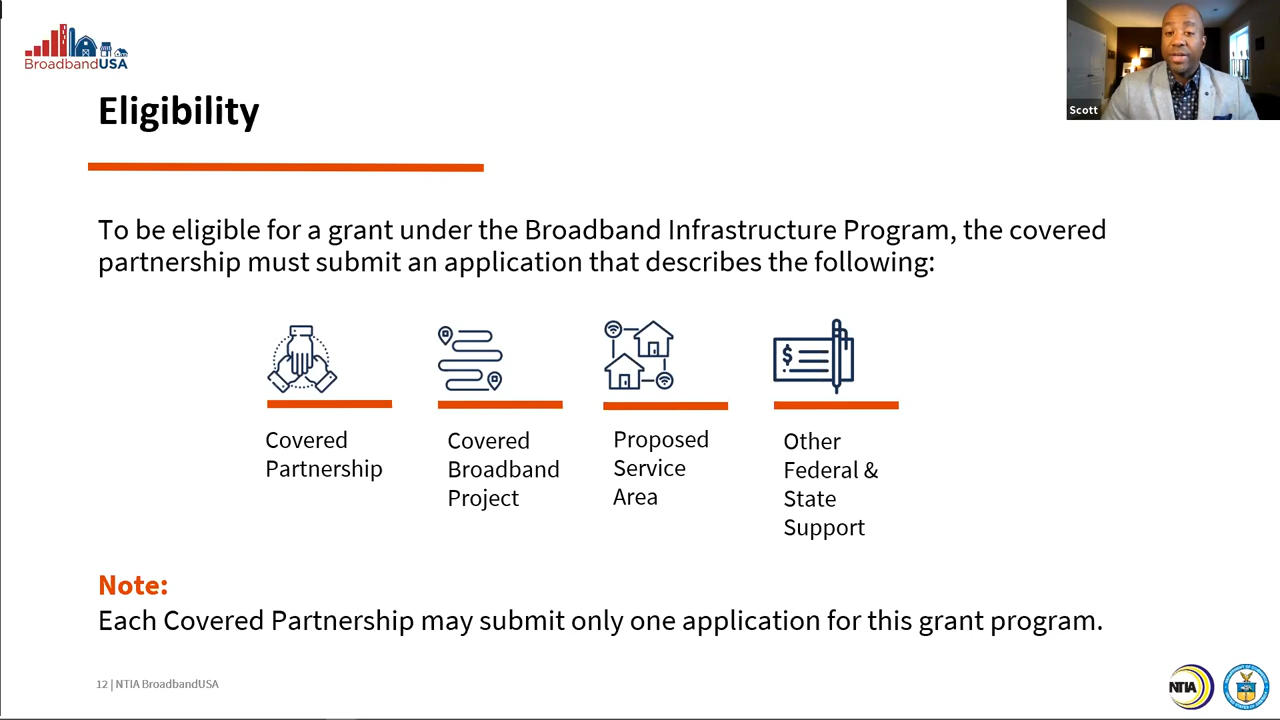 BroadbandUSA
Scott
Eligibility
To be eligible for a grant under the Broadband Infrastructure Program, the covered
partnership must submit an application that describes the following:
$
Covered
Partnership
Covered
Broadband
Project
Proposed
Service
Area
Other
Federal &
State
Support
Note:
Each Covered Partnership may submit only one application for this grant program.
12 | NTIA BroadbandUSA
NTIA